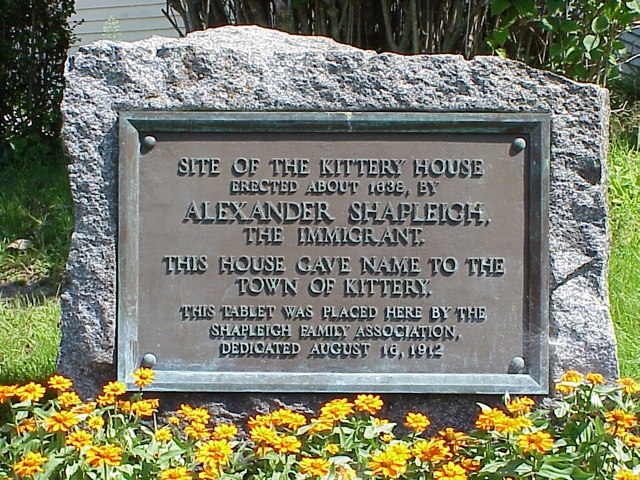 SITE OF THE KITTERY HOUSE
ERECTED ABOUT 1638, BY
ALEXANDER SHAPLEIGH,
THE IMMIGRANT.
THIS HOUSE GAVE NAME TO THE
TOWN OF KITTERY.
THIS TABLET WAS PLACED HERE BY THE
SHAPLEIGH FAMILY ASSOCIATION,
DEDICATED AUGUST 16, 1912